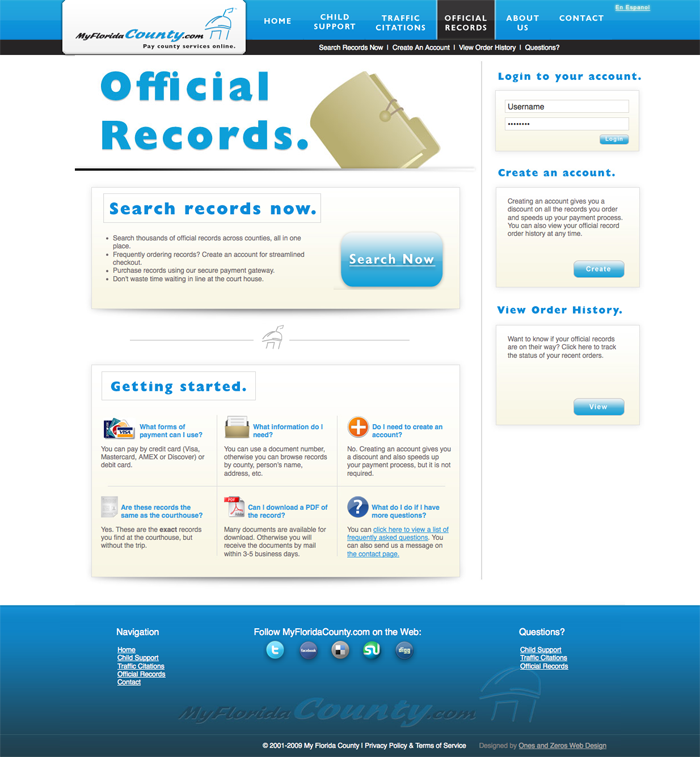 MyFloridaCounty.com
Pay county services online.
HOME
CHILD
SUPPORT
TRAFFIC
CITATIONS
OFFICIAL
RECORDS
ABOUT
US
CONTACT
En Espanol
Search Records Now | Create An Account | View Order History | Questions?
Official
Records.
Search records now.
Search thousands of official records across counties, all in one
place.
Frequently ordering records? Create an account for streamlined
checkout.
Purchase records using our secure payment gateway.
Don't waste time waiting in line at the court house.
Search Now
Getting started.
What forms of
payment can I use?
You can pay by credit card (Visa,
Mastercard, AMEX or Discover) or
debit card.
What information do I
need?
You can use a document number,
otherwise you can browse records
by county, person's name,
address, etc.
Do I need to create an
account?
No. Creating an account gives you
a discount and also speeds up
your payment process, but it is not
required.
Are these records the
same as the courthouse?
Yes. These are the exact records
you find at the courthouse, but
without the trip.
Can I download a PDF of
the record?
Many documents are available for
download. Otherwise you will
receive the documents by mail
within 3-5 business days.
What do I do if I have
more questions?
You can click here to view a list of
frequently asked questions. You
can also send us a message on
the contact page.
VISA
PDF
Login to your account.
Username
••••••••
Login
Create an account.
Creating an account gives you a
discount on all the records you order
and speeds up your payment process.
You can also view your official record
order history at any time.
Create
View Order History.
Want to know if your official records
are on their way? Click here to track
the status of your recent orders.
View
Navigation
Home
Child Support
Traffic Citations
Official Records
Contact
Follow MyFloridaCounty.com on the Web:
facebook
digg
Questions?
Child Support
Traffic Citations
Official Records
MyFloridaCounty.com
© 2001-2009 My Florida County | Privacy Policy & Terms of Service
Designed by Ones and Zeros Web Design